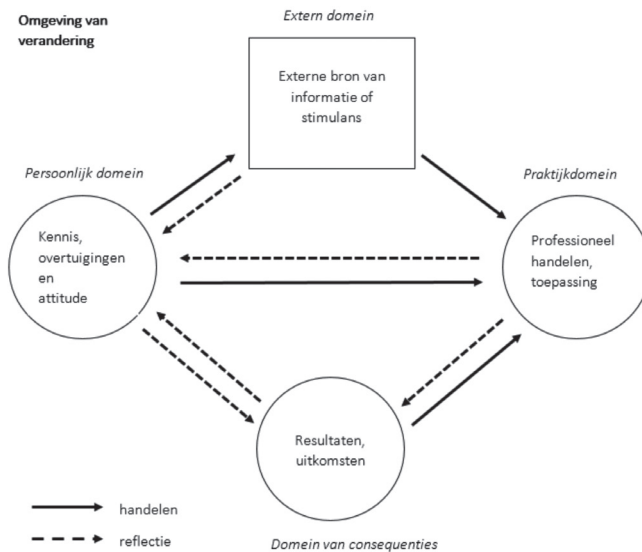 Omgeving van
verandering
Extern domein
Externe bron van
informatie of
stimulans
Persoonlijk domein
Praktijkdomein
Kennis,
overtuigingen
en
attitude
Professioneel
handelen,
toepassing
Resultaten,
uitkomsten
handelen
reflectie
Domein van consequenties